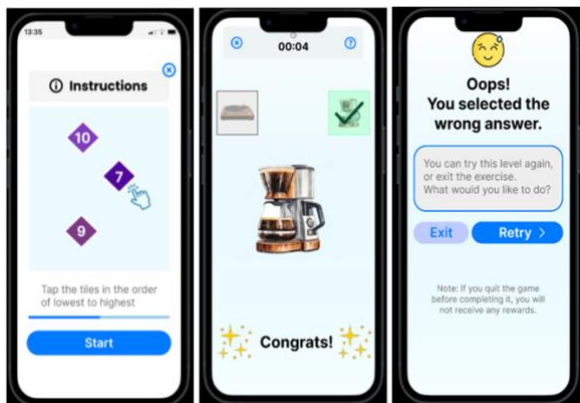 13:35
Instructions
10
7
9
Tap the tiles in the order
of lowest to highest
Start
00:04
Congrats!
Oops!
You selected the
wrong answer.
You can try this level again,
or exit the exercise.
What would you like to do?
Exit
Retry >
Note: If you quit the game
before completing it, you will
not receive any rewards.